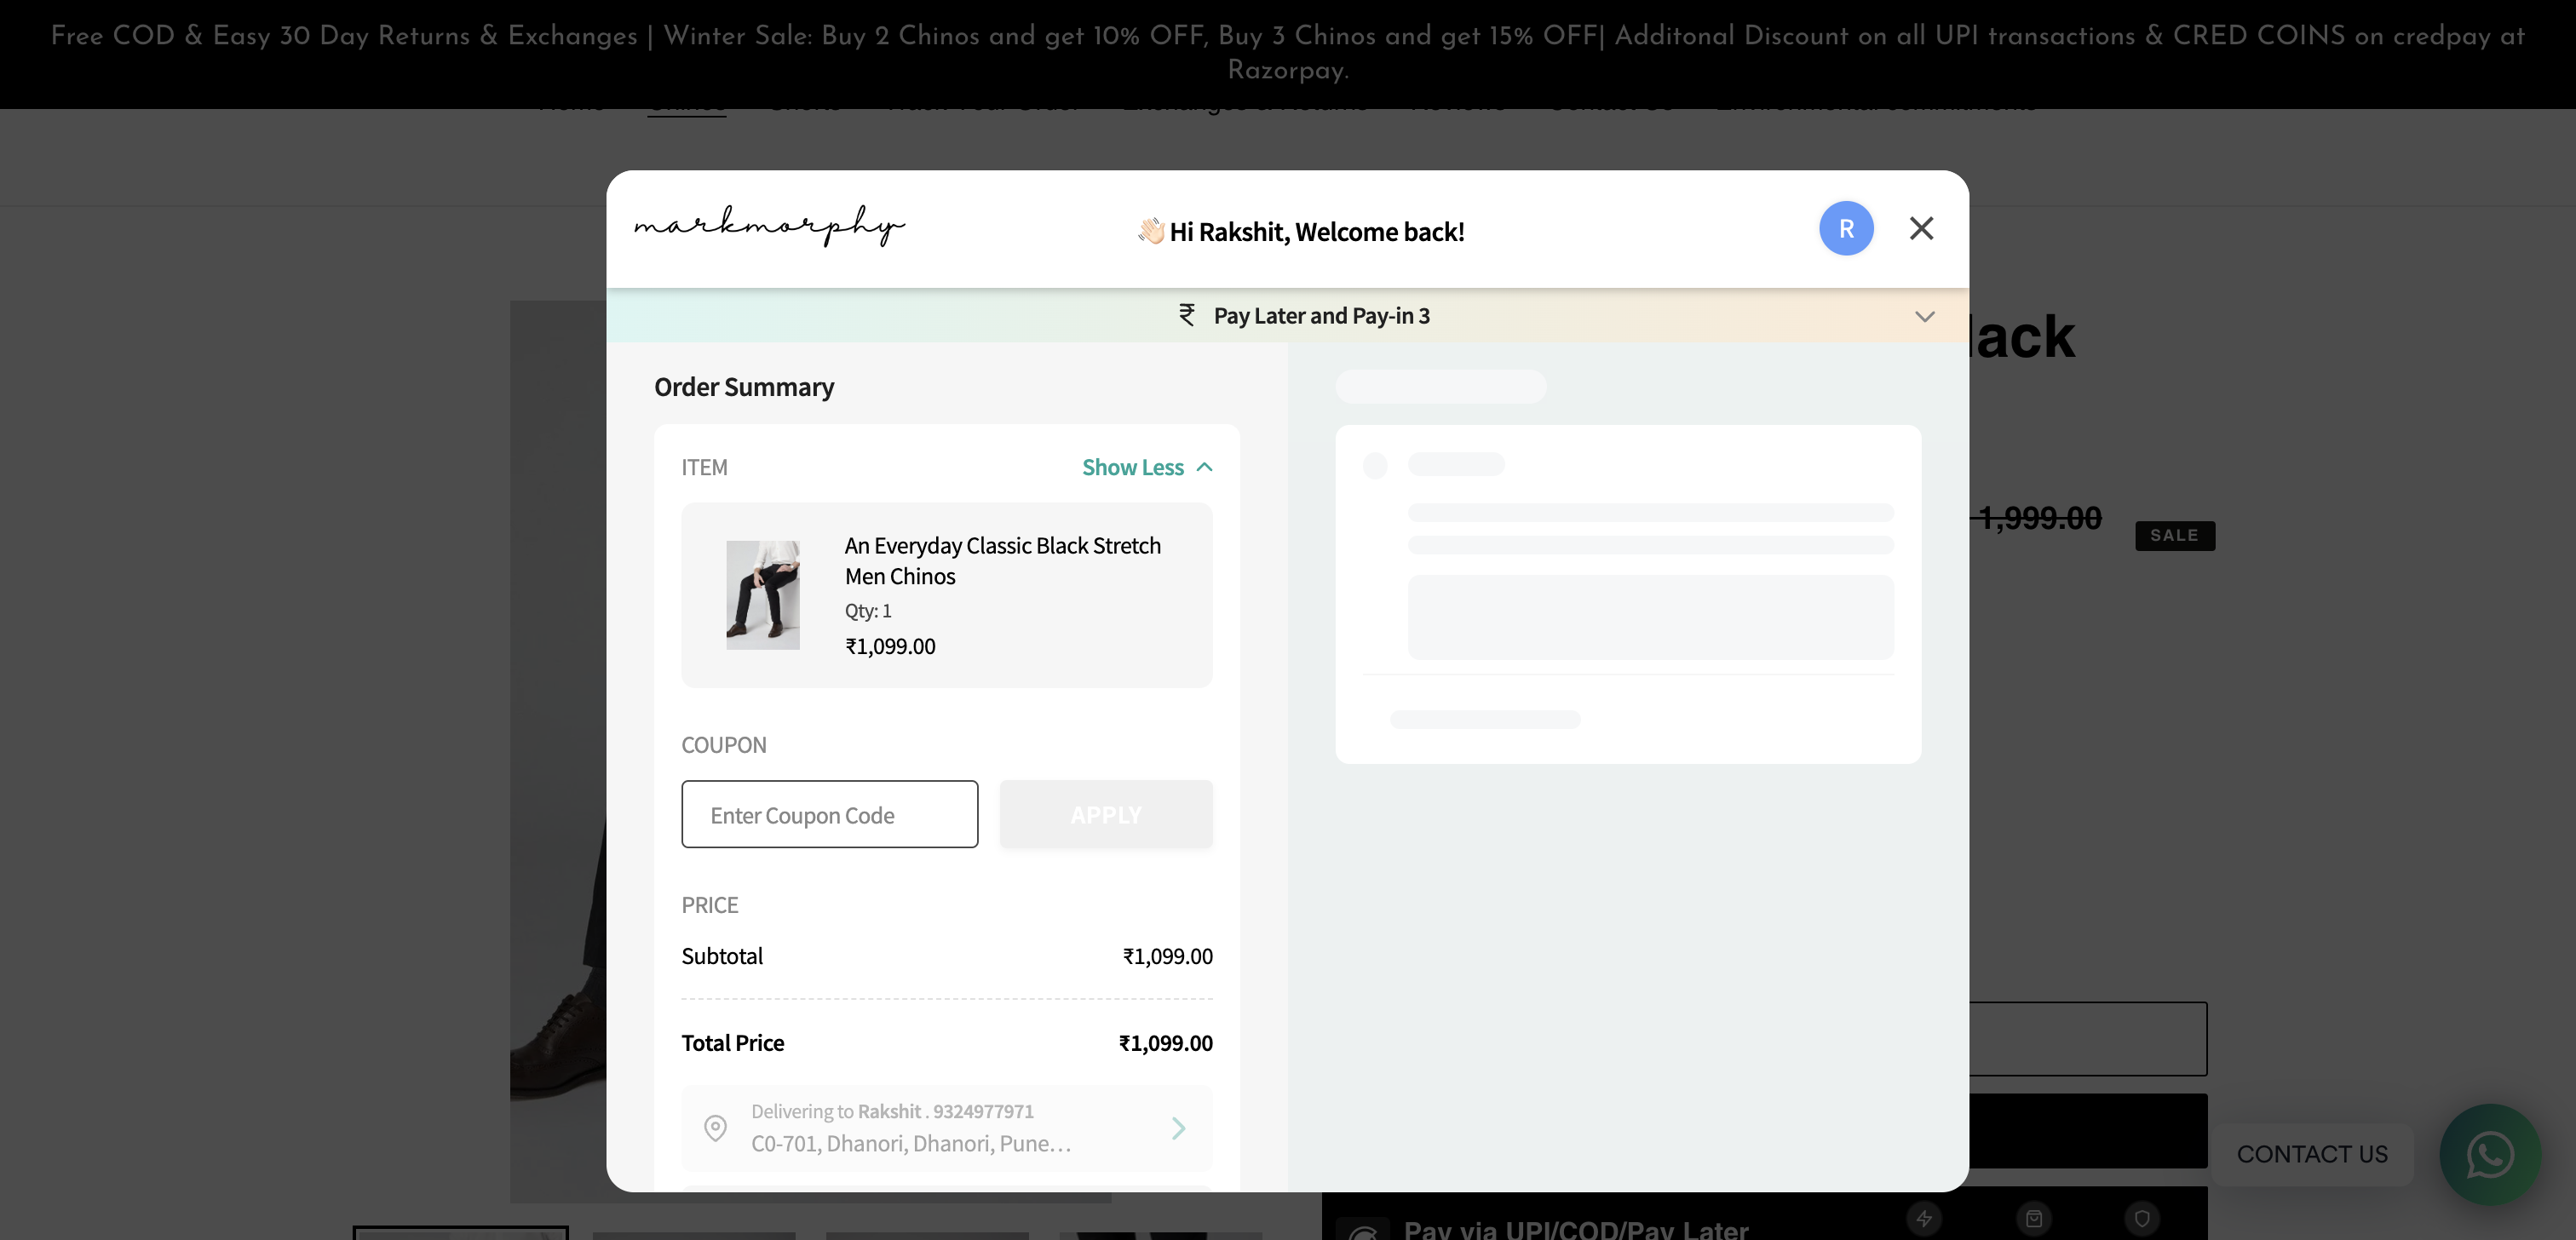 Free COD & Easy 30 Day Returns & Exchanges | Winter Sale: Buy 2 Chinos and get 10% OFF, Buy 3 Chinos and get 15% OFF| Additonal Discount on all UPI transactions & CRED COINS on credpay at
Razorpay.
markmorphy
👋🏻Hi Rakshit, Welcome back!
R
₹ Pay Later and Pay-in 3
Order Summary
ITEM
Show Less
An Everyday Classic Black Stretch
Men Chinos
Qty: 1
₹1,099.00
COUPON
Enter Coupon Code
APPLY
PRICE
Subtotal ₹1,099.00
Total Price ₹1,099.00
Delivering to Rakshit . 9324977971
C0-701, Dhanori, Dhanori, Pune...
lack
1,999.00
SALE
CONTACT US
Pay via UPI/COD/Pay Later